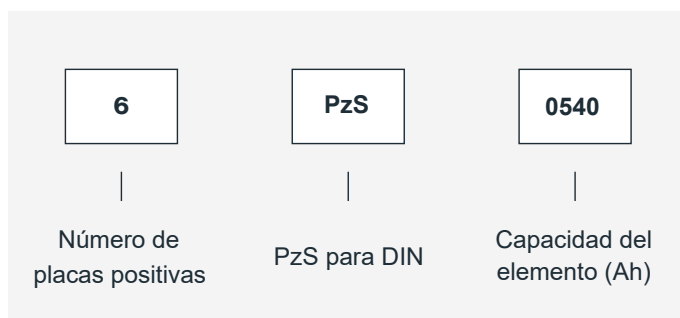 6
PzS
0540
Número de
placas positivas
PzS para DIN
Capacidad del
elemento (Ah)